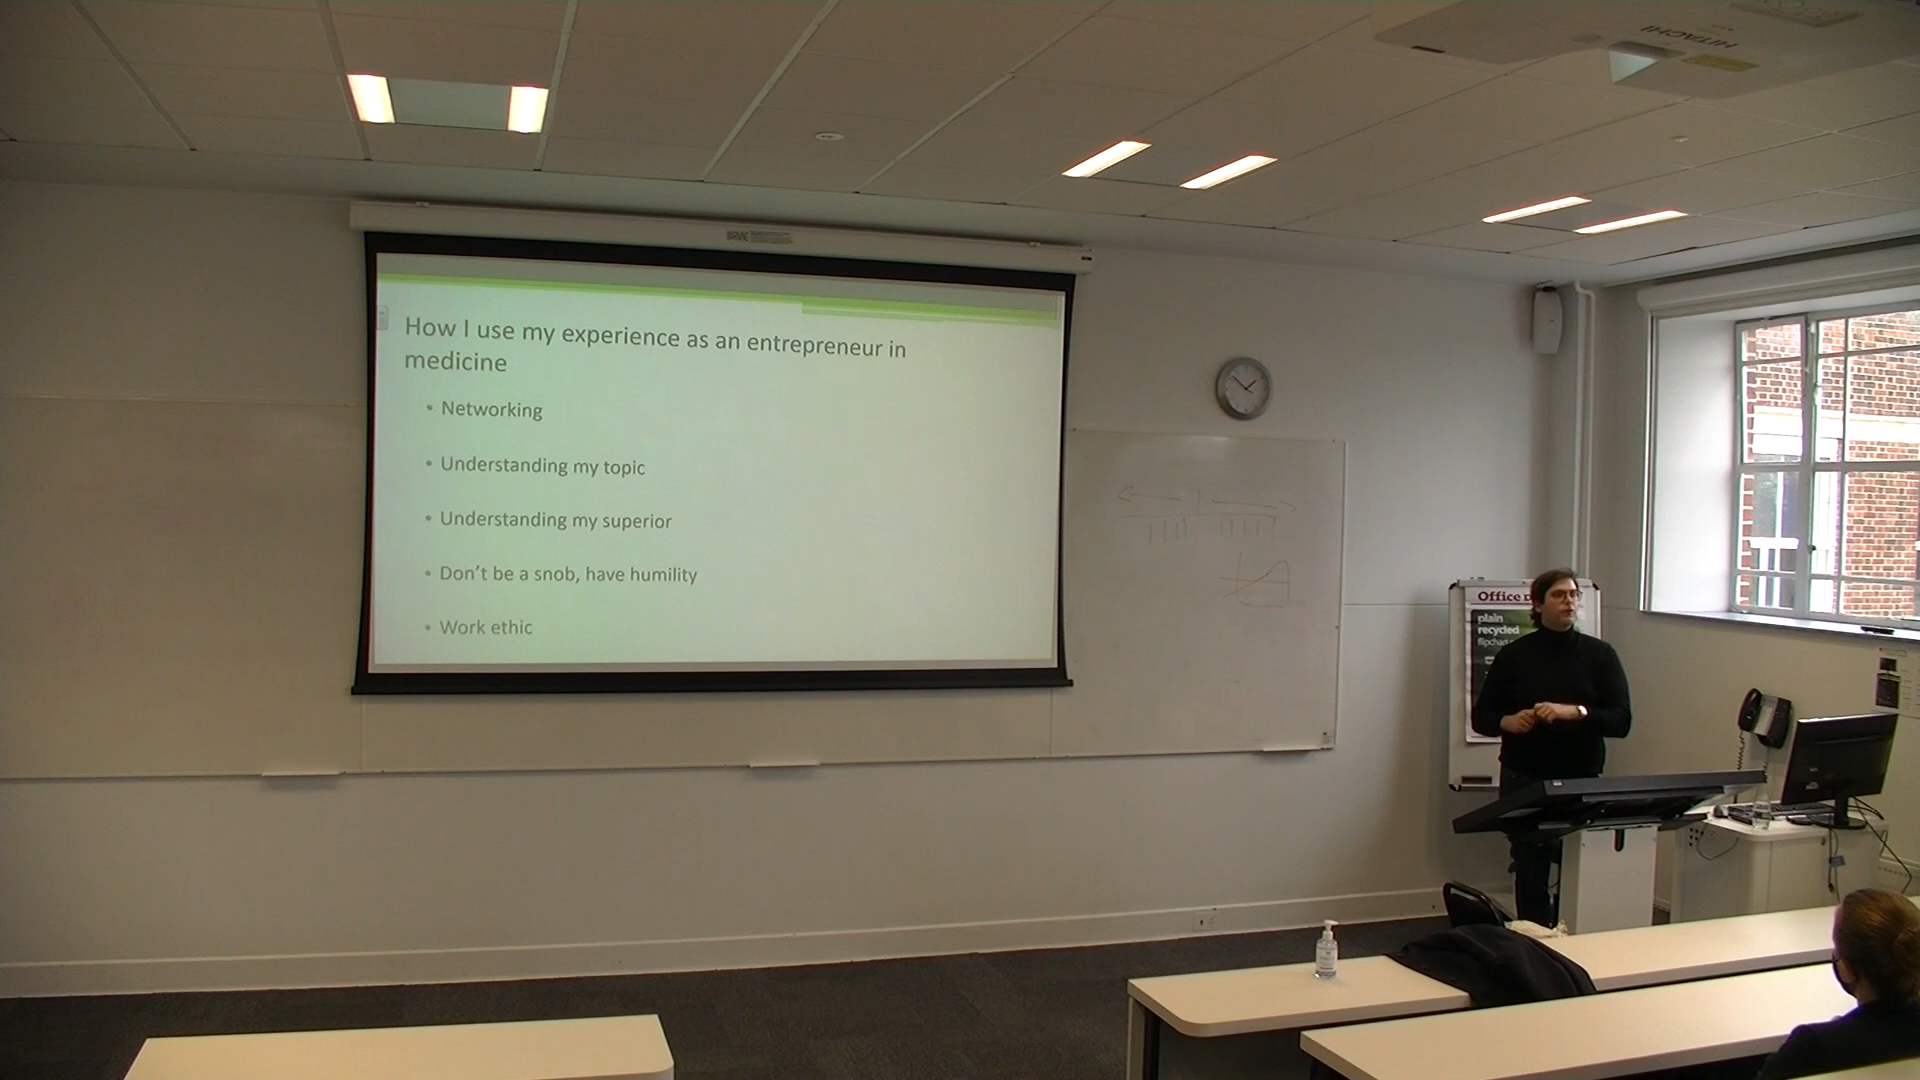 HITACHI
How I use my experience as an entrepreneur in
medicine
• Networking
• Understanding my topic
• Understanding my superior
• Don't be a snob, have humility
• Work ethic
Office
plain
recycled
flipchart